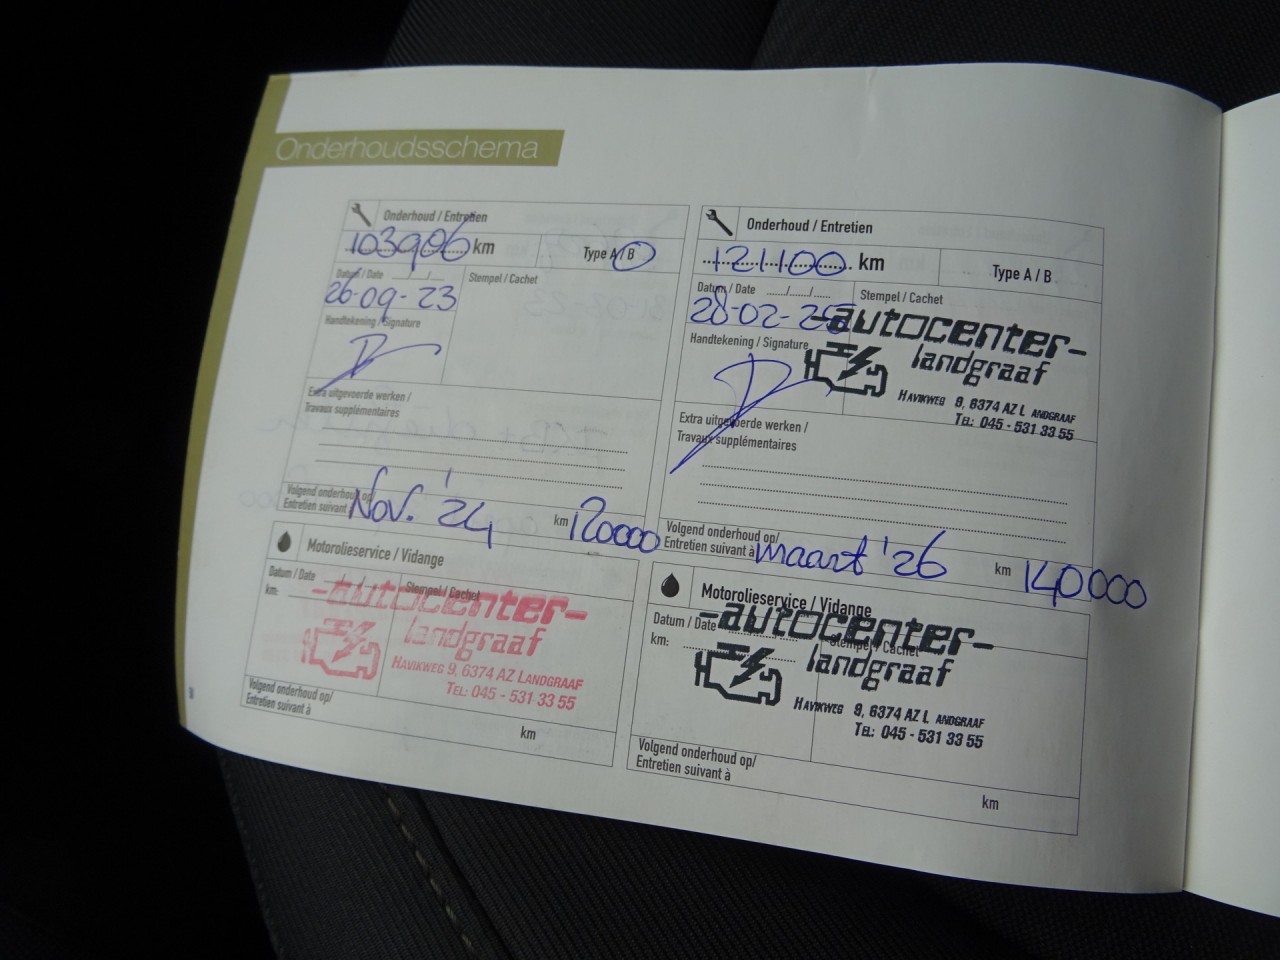 Onderhoudsschema
Onderhoud / Entretien
103906 km
Type A / B
Datum / Date
26-09-23
Stempel / Cachet
Handtekening / Signature
Extra uitgevoerde werken /
Travaux supplémentaires
Volgend onderhoud op/
Entretien suivant à
Nov. '24
km 120000
Motorolieservice / Vidange
Datum / Date
Stempel / Cachet
km:
-autocenter-
landgraaf
HAVIKWEG 9, 6374 AZ LANDGRAAF
TEL: 045 - 531 33 55
Volgend onderhoud op/
Entretien suivant à
km
Onderhoud / Entretien
121100 km
Type A / B
Datum / Date
28-02-25
Stempel / Cachet
-autocenter-
landgraaf
HAVIKWEG 9, 6374 AZ L ANDGRAAF
TEL: 045 - 531 33 55
Handtekening / Signature
Extra uitgevoerde werken /
Travaux supplémentaires
Volgend onderhoud op/
Entretien suivant à
maart '26
km 140000
Motorolieservice / Vidange
Datum / Date
Stempel / Cachet
km:
-autocenter-
landgraaf
HAVIKWEG 9, 6374 AZ L ANDGRAAF
TEL: 045 - 531 33 55
Volgend onderhoud op/
Entretien suivant à
km